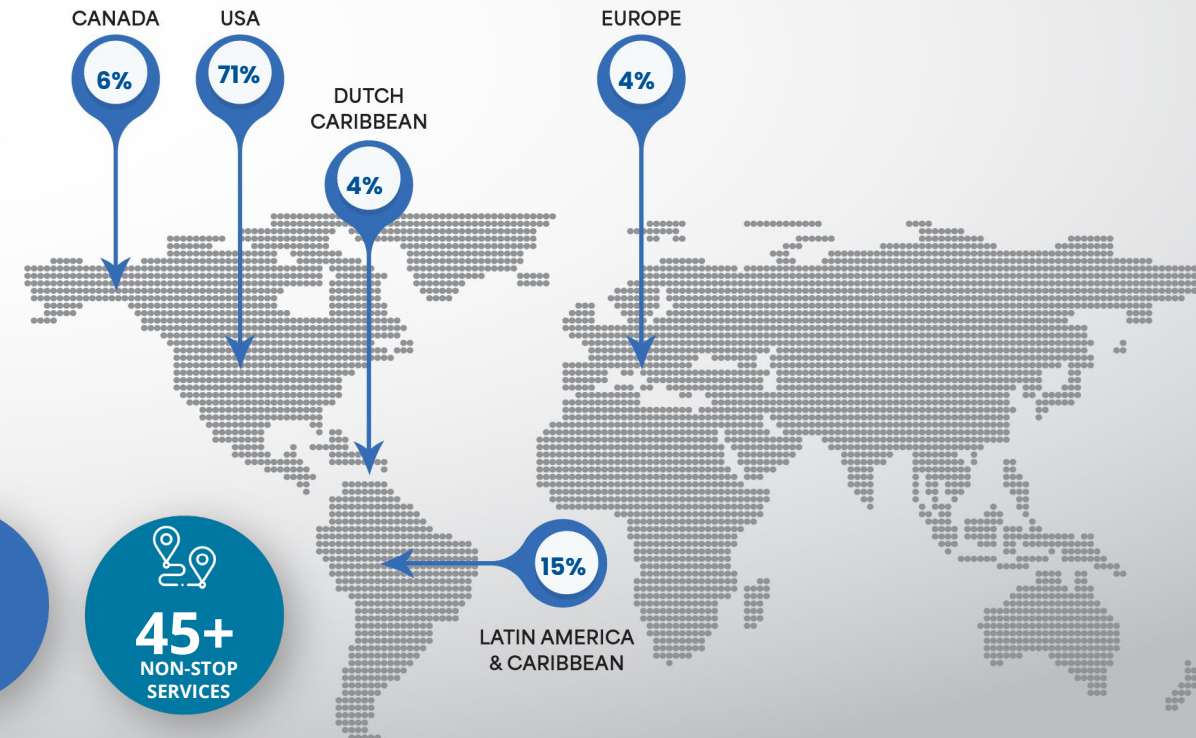 CANADA
6%
USA
71%
DUTCH
CARIBBEAN
4%
EUROPE
4%
15%
LATIN AMERICA
& CARIBBEAN
45+
NON-STOP
SERVICES